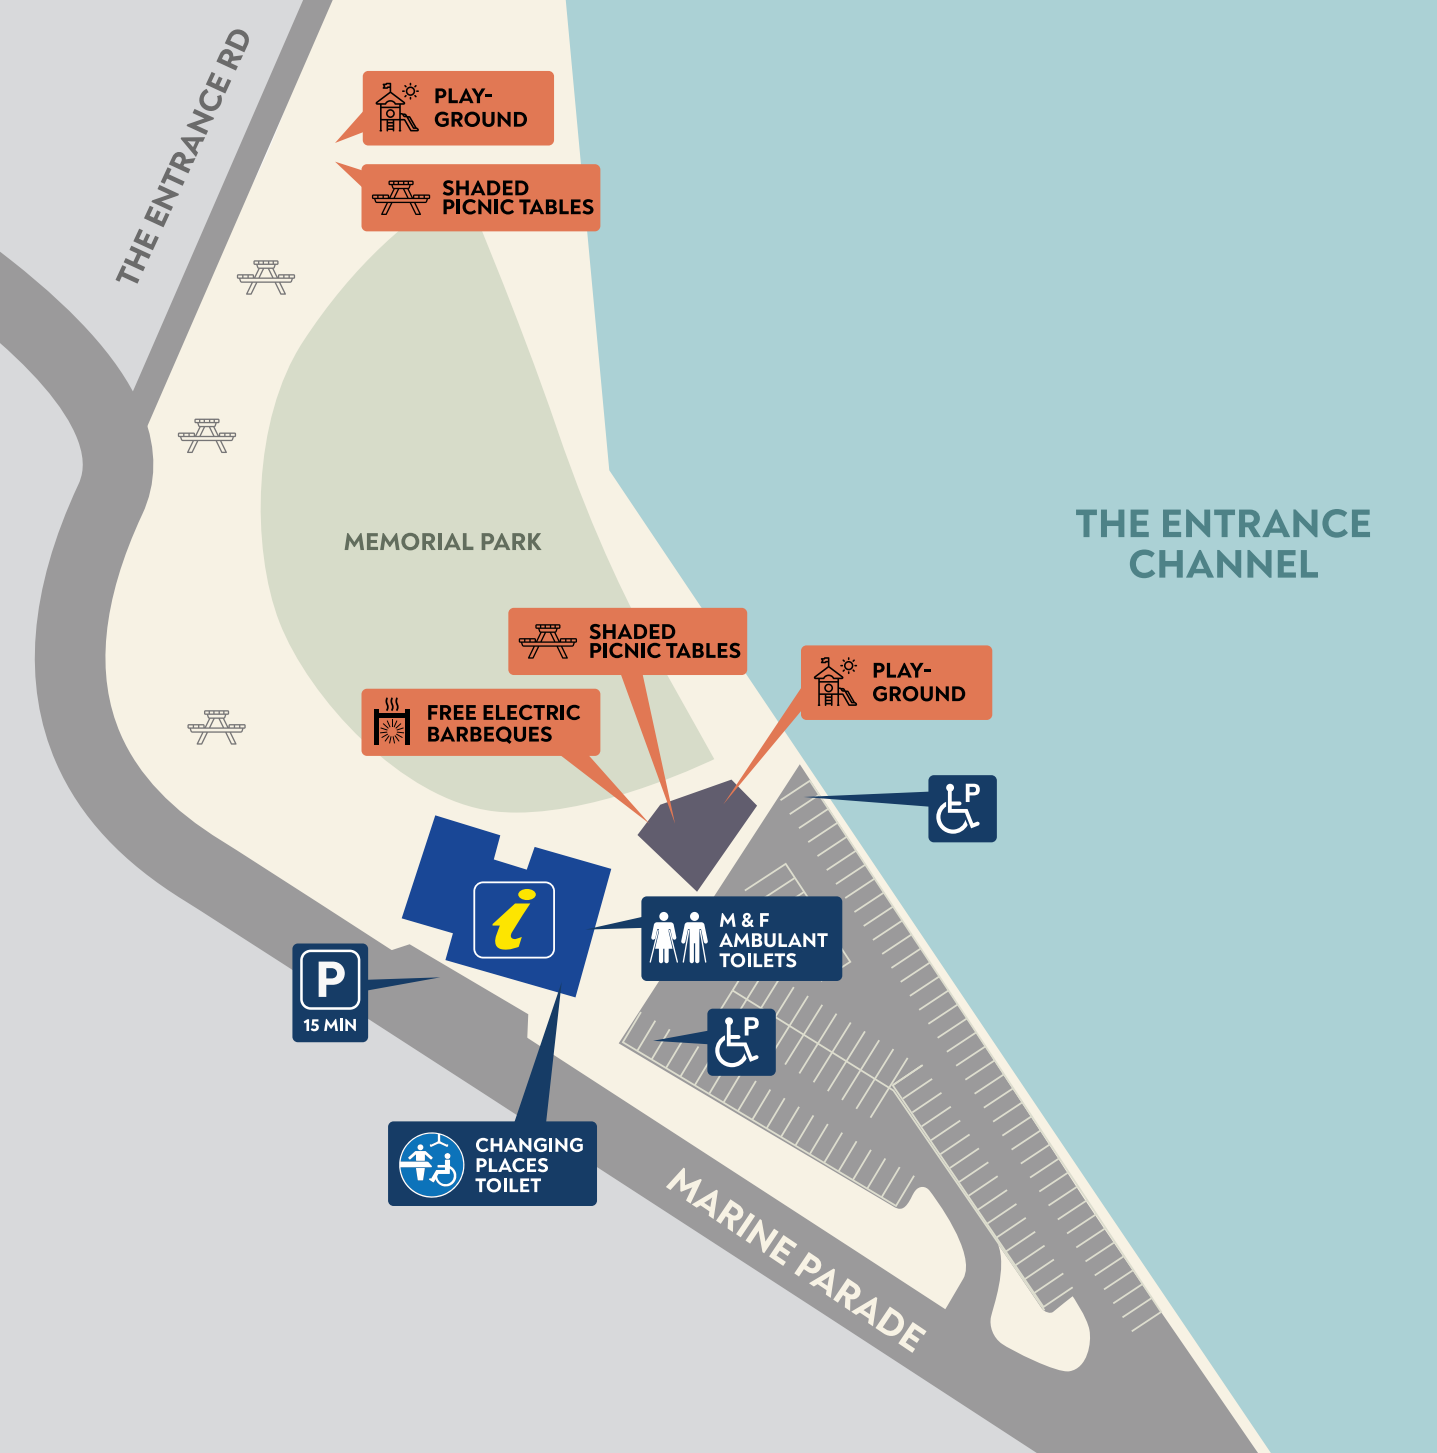 THE ENTRANCE RD
PLAY-
GROUND
SHADED
PICNIC TABLES
MEMORIAL PARK
THE ENTRANCE
CHANNEL
SHADED
PICNIC TABLES
PLAY-
GROUND
FREE ELECTRIC
BARBEQUES
P
i
M & F
AMBULANT
TOILETS
P
15 MIN
P
CHANGING
PLACES
TOILET
MARINE PARADE